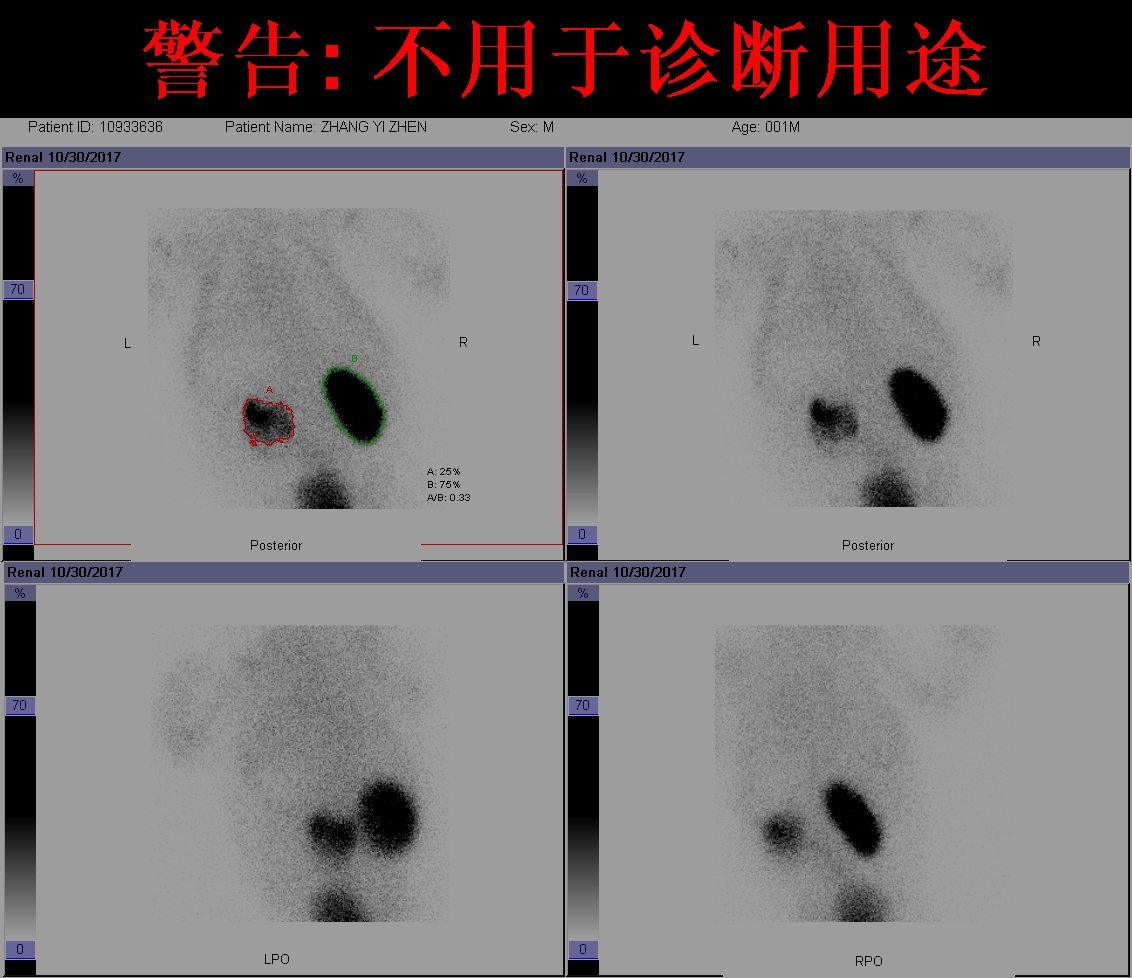 警告: 不用于诊断用途
Patient ID: 10933636 Patient Name: ZHANG YI ZHEN Sex: M Age: 001M
Renal 10/30/2017
%
70
0
L
R
A
B
A: 25%
B: 75%
A/B: 0.33
Posterior
Renal 10/30/2017
%
70
0
L
R
Posterior
Renal 10/30/2017
%
70
0
LPO
Renal 10/30/2017
%
70
0
RPO